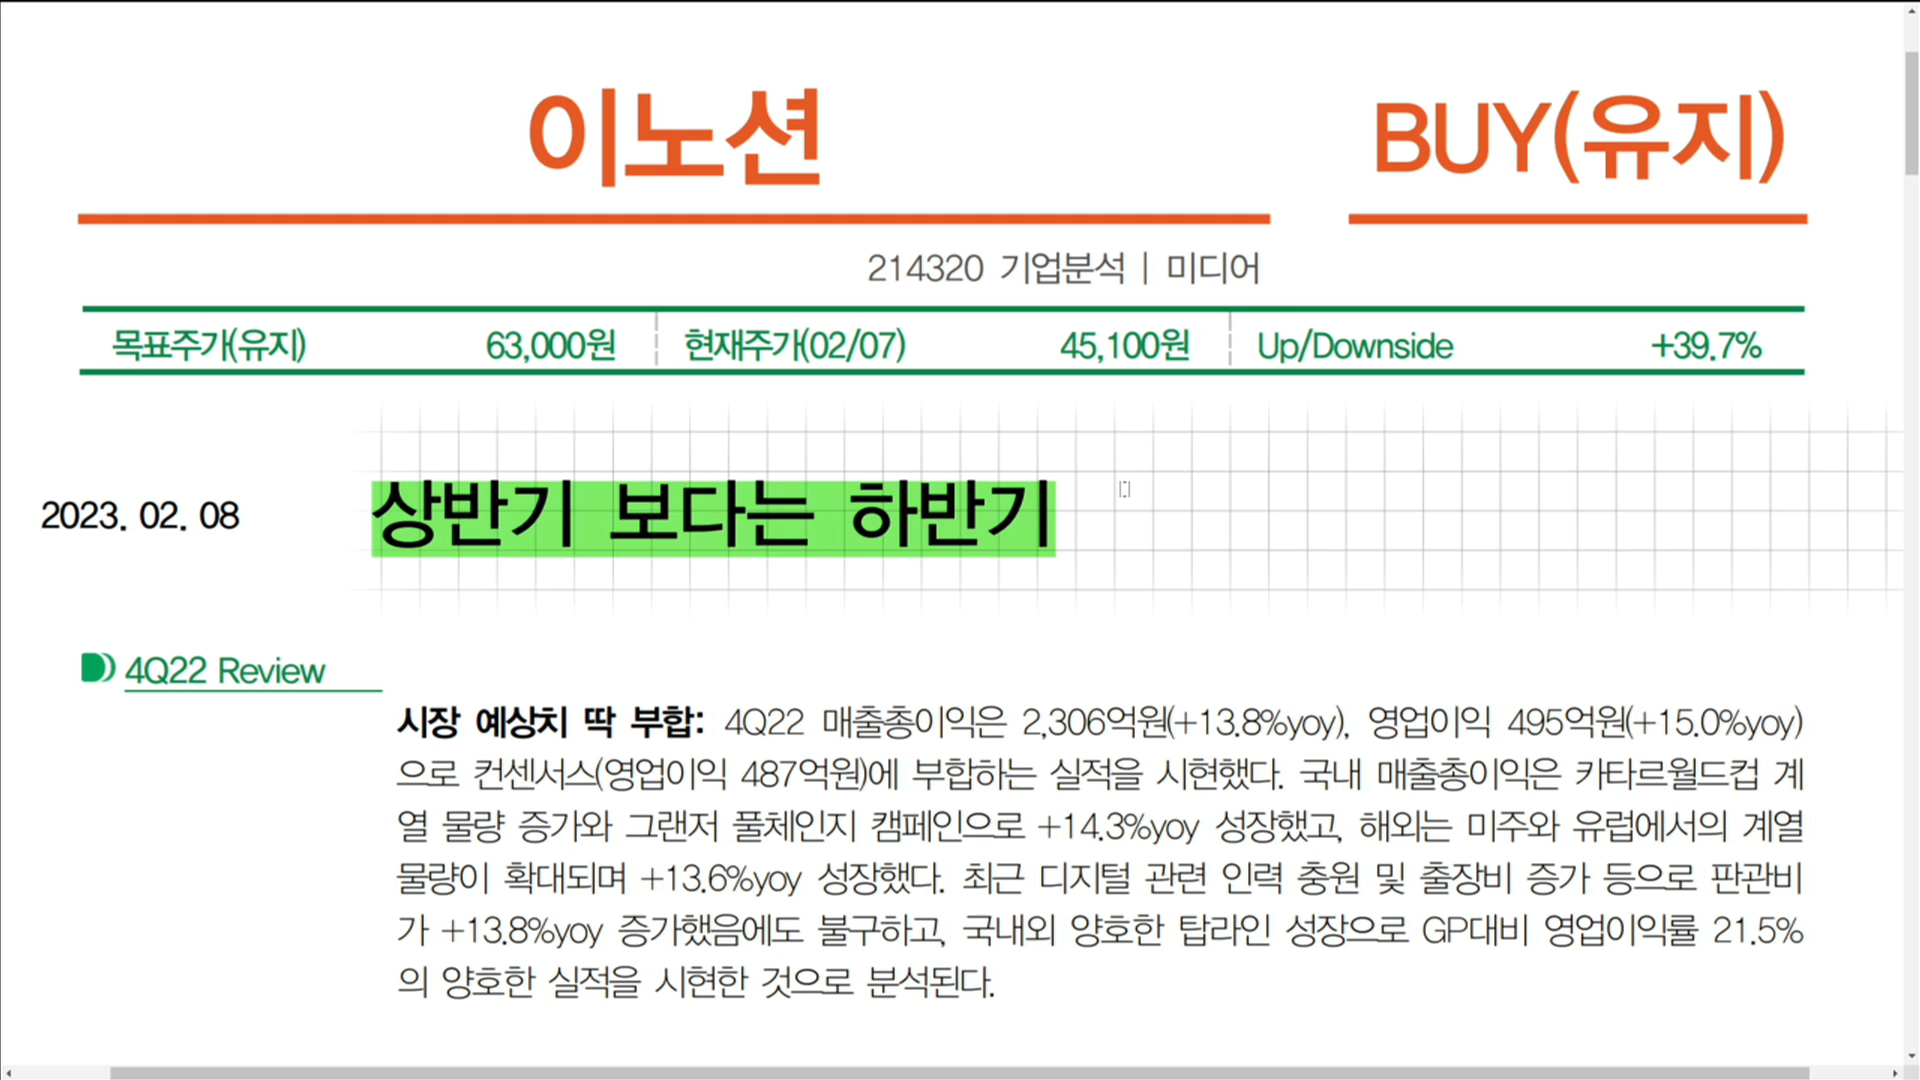 이노션
BUY(유지)
214320 기업분석 | 미디어
목표주가(유지) 63,000원 현재주가(02/07) 45,100원 Up/Downside +39.7%
2023. 02. 08
상반기 보다는 하반기
4Q22 Review
시장 예상치 딱 부합: 4Q22 매출총이익은 2,306억원(+13.8%yoy), 영업이익 495억원(+15.0%yoy)
으로 컨센서스(영업이익 487억원)에 부합하는 실적을 시현했다. 국내 매출총이익은 카타르월드컵 계
열 물량 증가와 그랜저 풀체인지 캠페인으로 +14.3%yoy 성장했고, 해외는 미주와 유럽에서의 계열
물량이 확대되며 +13.6%yoy 성장했다. 최근 디지털 관련 인력 충원 및 출장비 증가 등으로 판관비
가 +13.8%yoy 증가했음에도 불구하고, 국내외 양호한 탑라인 성장으로 GP대비 영업이익률 21.5%
의 양호한 실적을 시현한 것으로 분석된다.